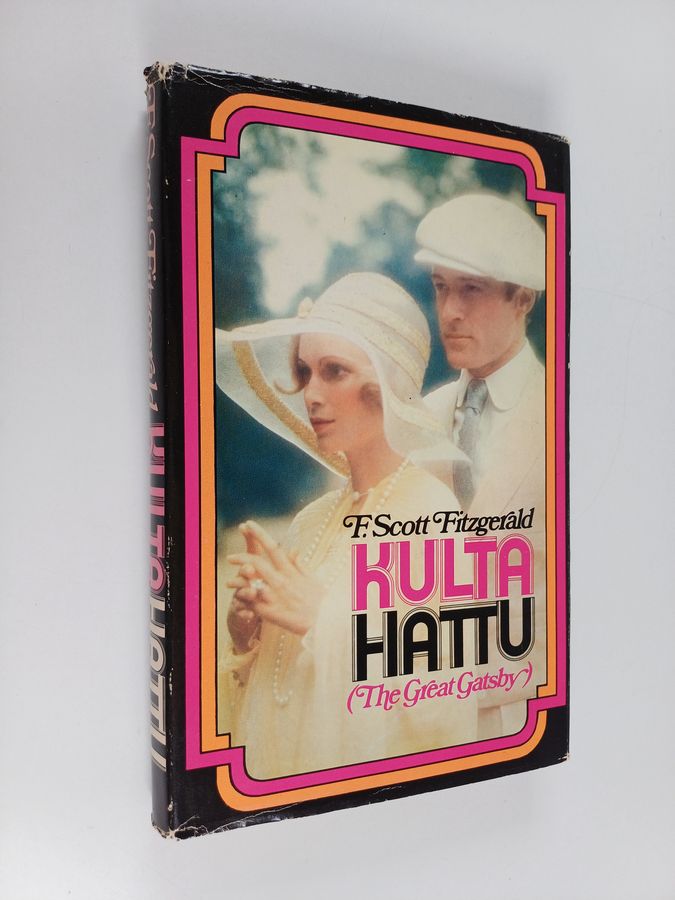 F. Scott Fitzgerald
KULTA
HATTU
(The Great Gatsby)
F. Scott Fitzgerald KULTAHATTU